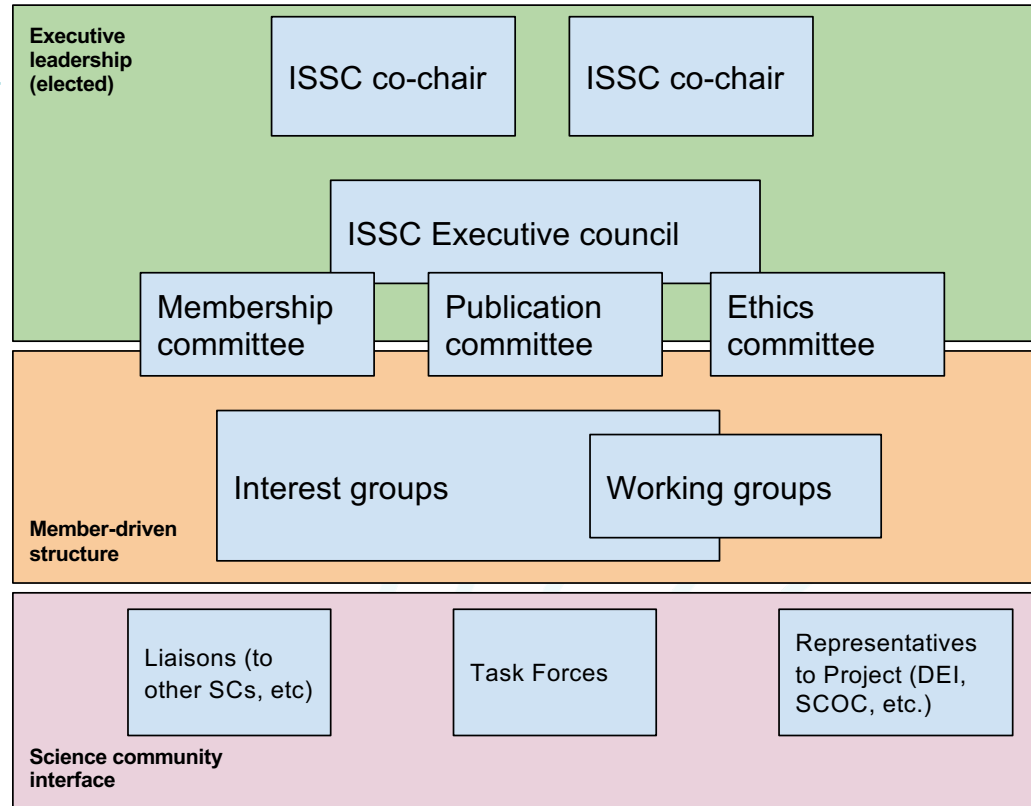 Executive
leadership
(elected)
ISSC co-chair
ISSC co-chair
ISSC Executive council
Membership
committee
Publication
committee
Ethics
committee
Interest groups
Working groups
Member-driven
structure
Liaisons (to
other SCs, etc)
Task Forces
Representatives
to Project (DEI,
SCOC, etc.)
Science community
interface